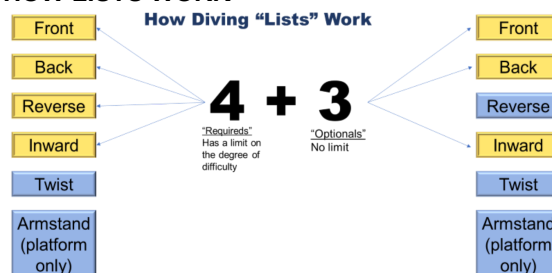 How Diving “Lists” Work
Front
Back
Reverse
Inward
Twist
Armstand
(platform
only)
4 + 3
“Requireds”
Has a limit on
the degree of
difficulty
“Optionals”
No limit
Front
Back
Reverse
Inward
Twist
Armstand
(platform
only)